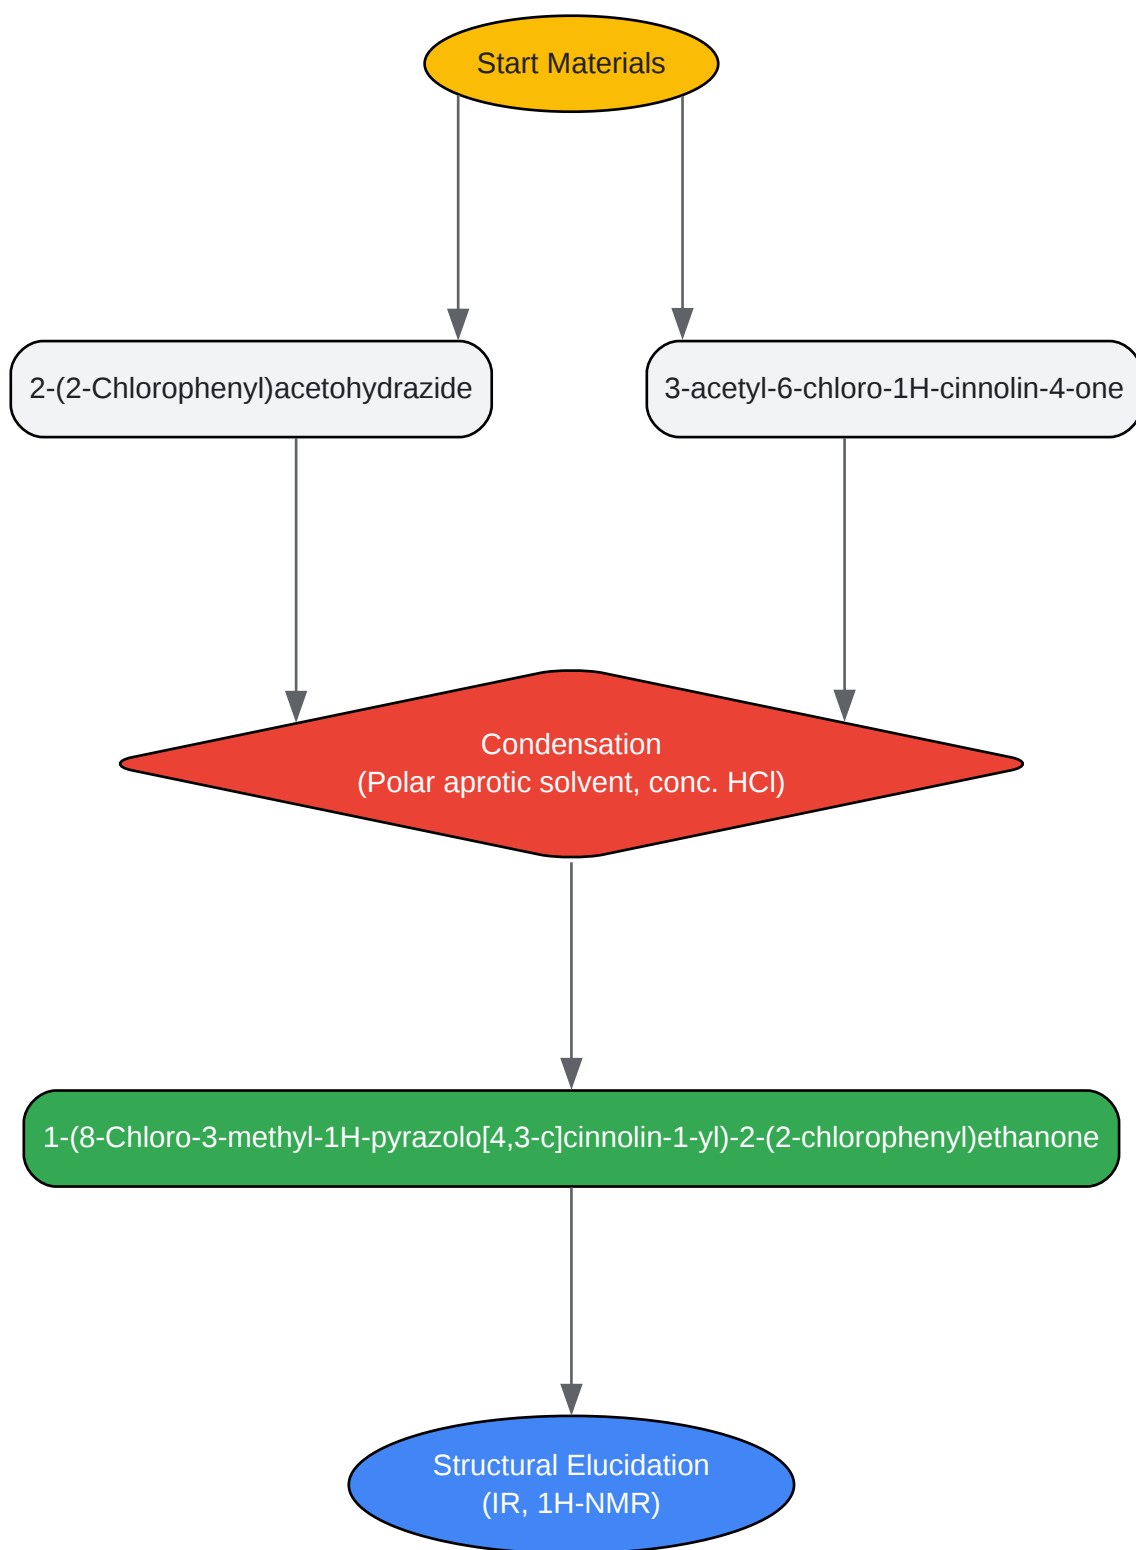 Start Materials
2-(2-Chlorophenyl)acetohydrazide
3-acetyl-6-chloro-1H-cinnolin-4-one
Condensation
(Polar aprotic solvent, conc. HCl)
1-(8-Chloro-3-methyl-1H-pyrazolo[4,3-c]cinnolin-1-yl)-2-(2-chlorophenyl)ethanone
Structural Elucidation
(IR, 1H-NMR)